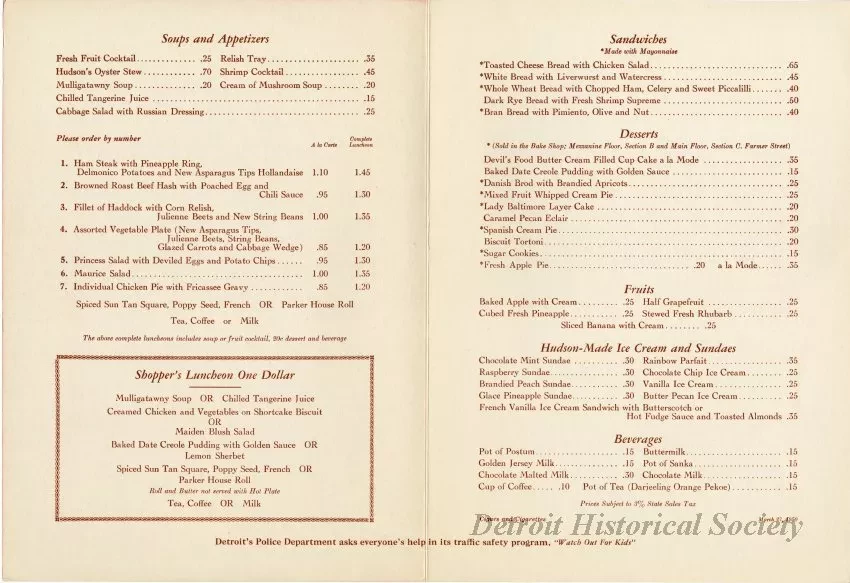 Soups and Appetizers
Fresh Fruit Cocktail .25 Relish Tray .35
Hudson's Oyster Stew .70 Shrimp Cocktail .45
Mulligatawny Soup .20 Cream of Mushroom Soup .20
Chilled Tangerine Juice .15
Cabbage Salad with Russian Dressing .25
Please order by number
A la Carte
Complete Luncheon
1. Ham Steak with Pineapple Ring,
Delmonico Potatoes and New Asparagus Tips Hollandaise 1.10 1.45
2. Browned Roast Beef Hash with Poached Egg and
Chili Sauce .95 1.30
3. Fillet of Haddock with Corn Relish,
Julienne Beets and New String Beans 1.00 1.35
4. Assorted Vegetable Plate (New Asparagus Tips,
Julienne Beets, String Beans,
Glazed Carrots and Cabbage Wedge) .85 1.20
5. Princess Salad with Deviled Eggs and Potato Chips .95 1.30
6. Maurice Salad 1.00 1.35
7. Individual Chicken Pie with Fricassee Gravy .85 1.20
Spiced Sun Tan Square, Poppy Seed, French OR Parker House Roll
Tea, Coffee or Milk
The above complete luncheons includes soup or fruit cocktail, 20c dessert and beverage
Shopper's Luncheon One Dollar
Mulligatawny Soup OR Chilled Tangerine Juice
Creamed Chicken and Vegetables on Shortcake Biscuit
OR
Maiden Blush Salad
Baked Date Creole Pudding with Golden Sauce OR
Lemon Sherbet
Spiced Sun Tan Square, Poppy Seed, French OR
Parker House Roll
Roll and Butter not served with Hot Plate
Tea, Coffee OR Milk
Sandwiches
*Made with Mayonnaise
*Toasted Cheese Bread with Chicken Salad .65
*White Bread with Liverwurst and Watercress .45
*Whole Wheat Bread with Chopped Ham, Celery and Sweet Piccalilli .40
Dark Rye Bread with Fresh Shrimp Supreme .50
*Bran Bread with Pimiento, Olive and Nut .40
Desserts
* (Sold in the Bake Shop; Mezzanine Floor, Section B and Main Floor, Section C. Farmer Street)
Devil's Food Butter Cream Filled Cup Cake a la Mode .35
Baked Date Creole Pudding with Golden Sauce .15
*Danish Brod with Brandied Apricots .25
*Mixed Fruit Whipped Cream Pie .25
*Lady Baltimore Layer Cake .20
Caramel Pecan Eclair .20
*Spanish Cream Pie .30
Biscuit Tortoni .20
*Sugar Cookies .15
*Fresh Apple Pie .20 a la Mode .35
Fruits
Baked Apple with Cream .25 Half Grapefruit .25
Cubed Fresh Pineapple .25 Stewed Fresh Rhubarb .25
Sliced Banana with Cream .25
Hudson-Made Ice Cream and Sundaes
Chocolate Mint Sundae .30 Rainbow Parfait .35
Raspberry Sundae .30 Chocolate Chip Ice Cream .25
Brandied Peach Sundae .30 Vanilla Ice Cream .25
Glace Pineapple Sundae .30 Butter Pecan Ice Cream .25
French Vanilla Ice Cream Sandwich with Butterscotch or
Hot Fudge Sauce and Toasted Almonds .35
Beverages
Pot of Postum .15 Buttermilk .15
Golden Jersey Milk .15 Pot of Sanka .15
Chocolate Malted Milk .30 Chocolate Milk .15
Cup of Coffee .10 Pot of Tea (Darjeeling Orange Pekoe) .15
Prices Subject to 3% State Sales Tax
Cigars and Cigarettes
Detroit Historical Society
Detroit's Police Department asks everyone's help in its traffic safety program, "Watch Out For Kids"